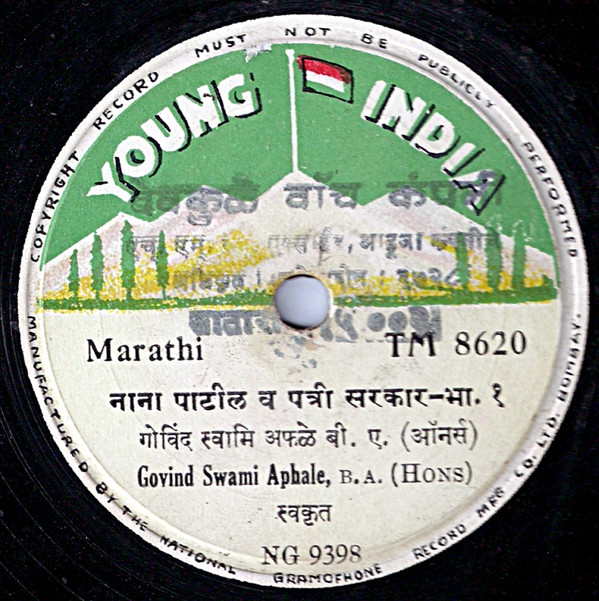 COPYRIGHT RECORD MUST NOT BE PUBLICLY PERFORMED
YOUNG INDIA
वॉच
Marathi
TM 8620
नाना पाटील व पत्री सरकार-भा. १
गोविंद स्वामि अफळे बी. ए. (ऑनर्स)
Govind Swami Aphale, B.A. (HONS)
स्वकृत
NG 9398
MANUFACTURED BY THE NATIONAL GRAMOFHONE RECORD MFG CO. LTD. BOMBAY.